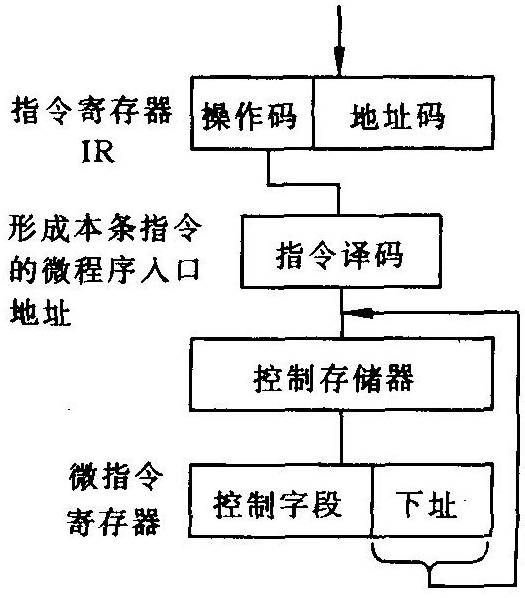 指令寄存器
IR
操作码
地址码
形成本条指令
的微程序入口
地址
指令译码
控制存储器
微指令
寄存器
控制字段
下址